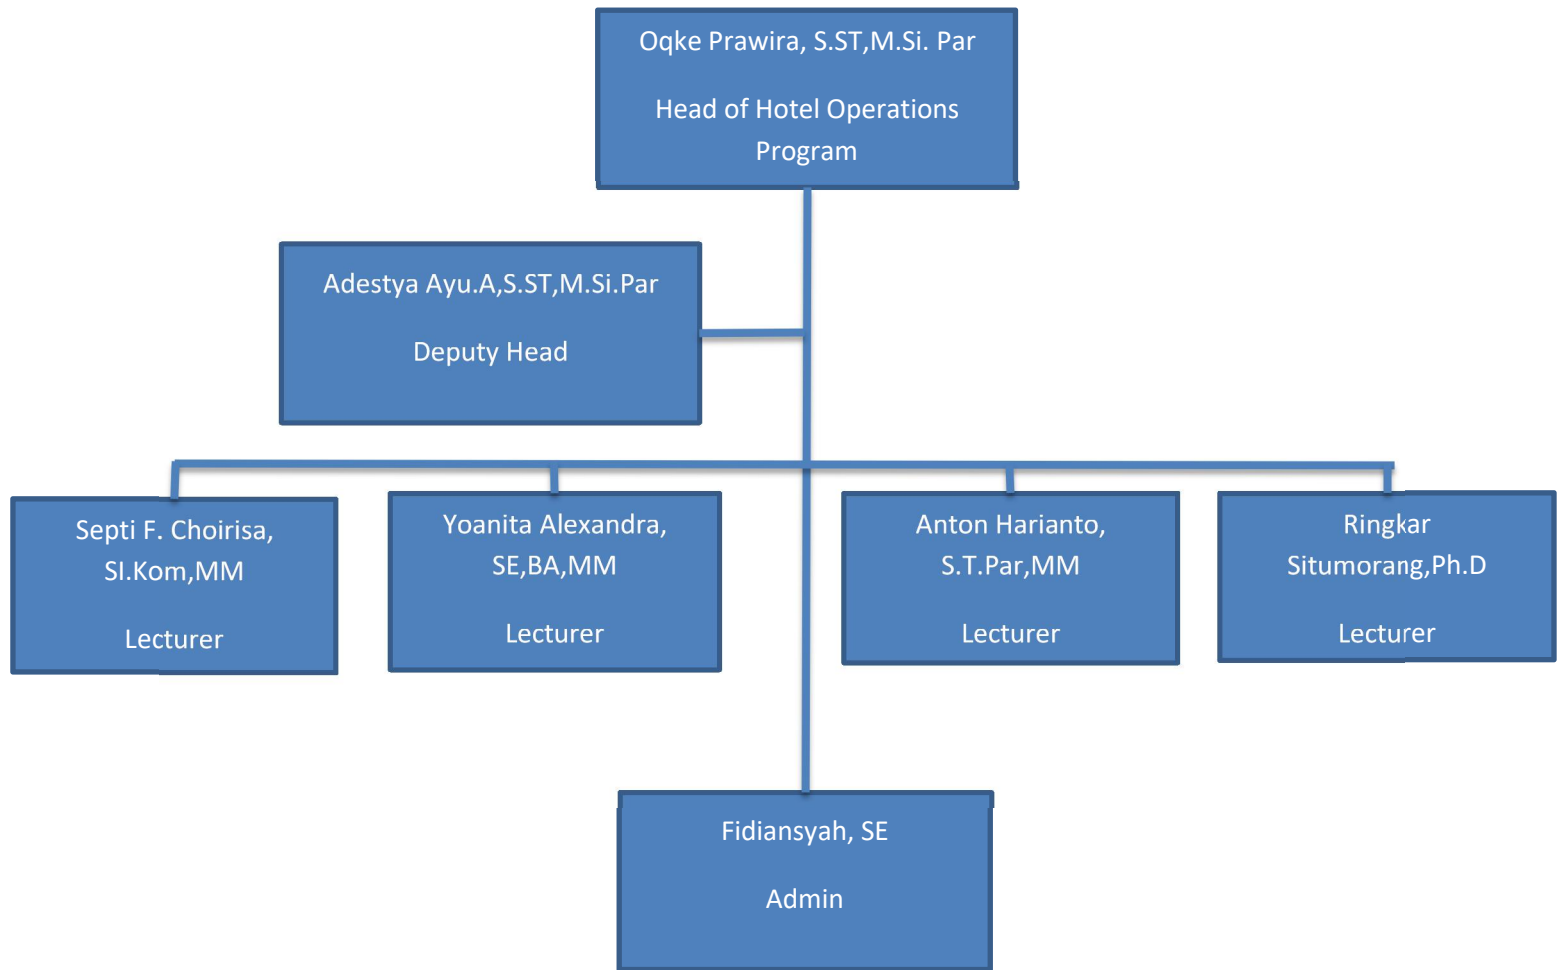 Oqke Prawira, S.ST,M.Si. Par
Head of Hotel Operations
Program
Adestya Ayu.A,S.ST,M.Si.Par
Deputy Head
Septi F. Choirisa,
SI.Kom,MM
Lecturer
Yoanita Alexandra,
SE,BA,MM
Lecturer
Anton Harianto,
S.T.Par,MM
Lecturer
Ringkar
Situmorang,Ph.D
Lecturer
Fidiansyah, SE
Admin